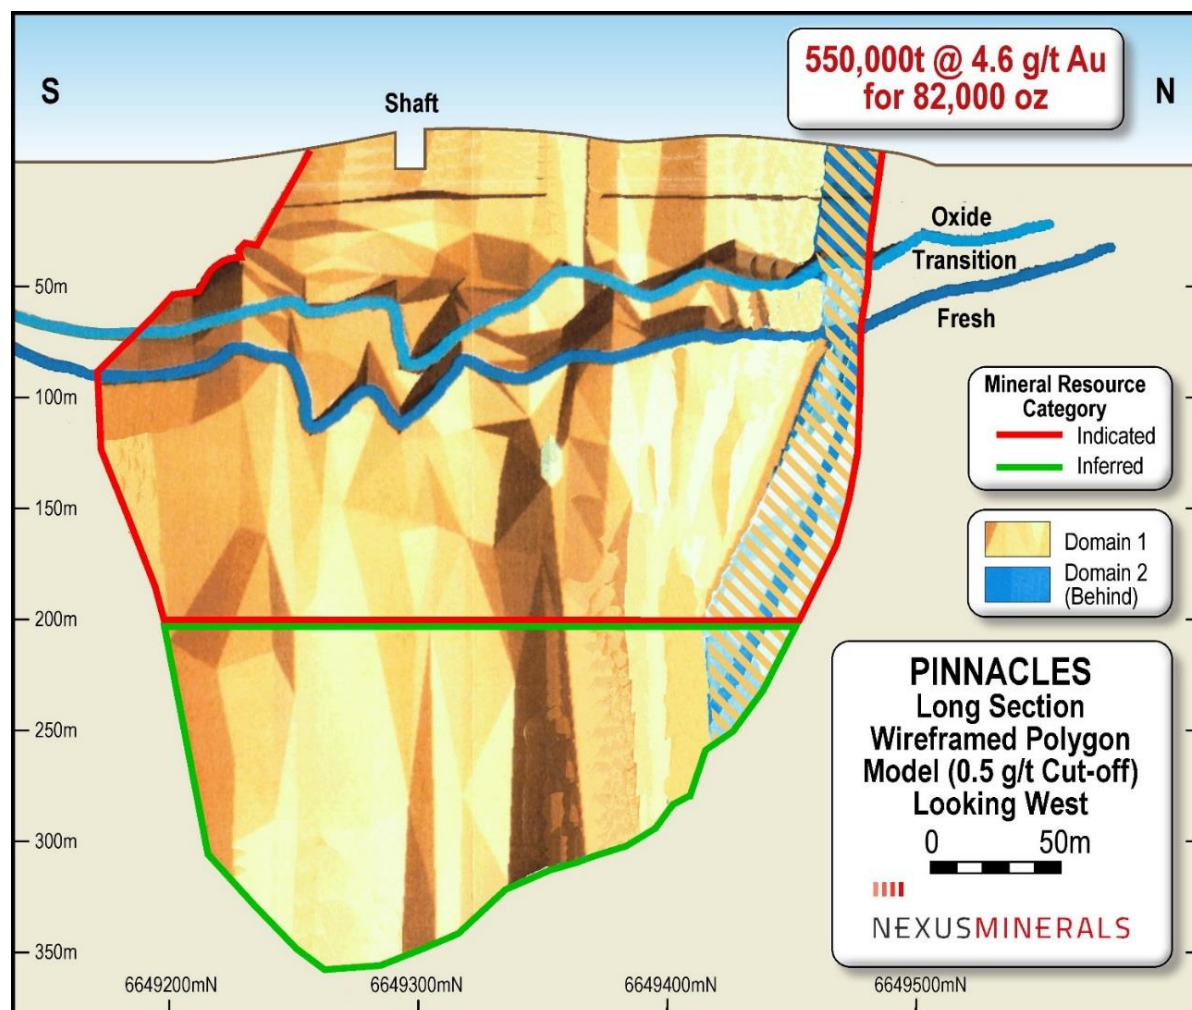 S
Shaft
550,000t @ 4.6 g/t Au
for 82,000 oz
N
Oxide
Transition
Fresh
50m
100m
150m
200m
250m
300m
350m
Mineral Resource
Category
Indicated
Inferred
Domain 1
Domain 2
(Behind)
PINNACLES
Long Section
Wireframed Polygon
Model (0.5 g/t Cut-off)
Looking West
0 50m
NEXUSMINERALS
6649200mN 6649300mN 6649400mN 6649500mN